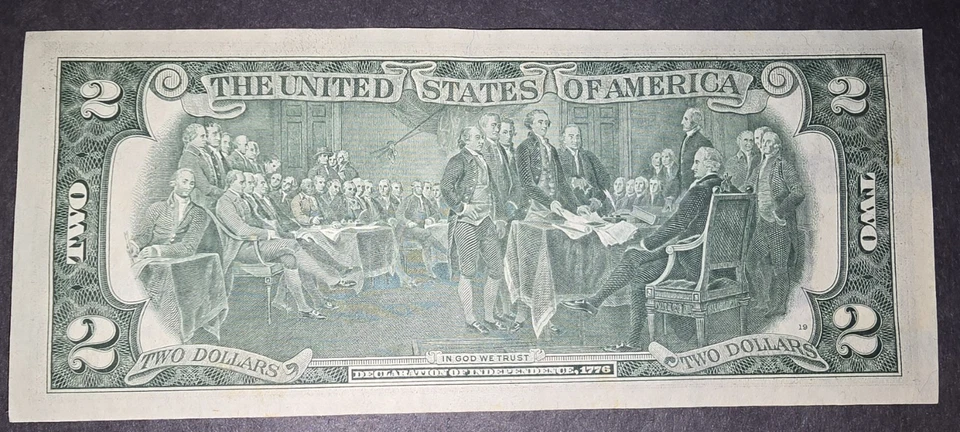 2 THE UNITED STATES OF AMERICA 2
TWO TWO
19
2 TWO DOLLARS IN GOD WE TRUST TWO DOLLARS 2
DECLARATION OF INDEPENDENCE, 1776